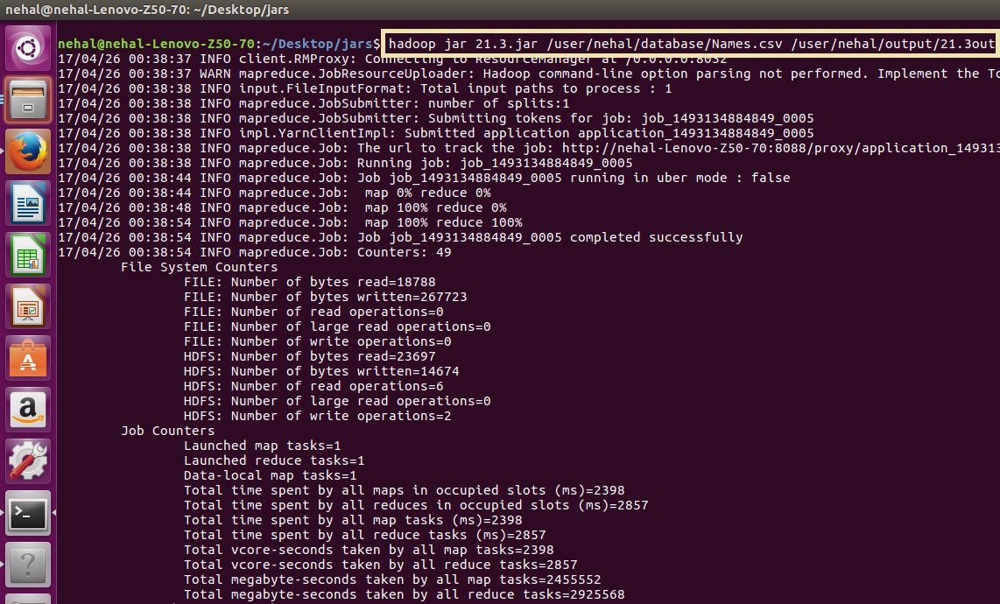 nehal@nehal-Lenovo-Z50-70: ~/Desktop/jars
nehal@nehal-Lenovo-Z50-70:~/Desktop/jars$ hadoop jar 21.3.jar /user/nehal/database/Names.csv /user/nehal/output/21.3out
17/04/26 00:38:37 INFO client.RMProxy: Connecting to ResourceManager at /0.0.0.0:8032
17/04/26 00:38:37 WARN mapreduce.JobResourceUploader: Hadoop command-line option parsing not performed. Implement the To
17/04/26 00:38:38 INFO input.FileInputFormat: Total input paths to process : 1
17/04/26 00:38:38 INFO mapreduce.JobSubmitter: number of splits:1
17/04/26 00:38:38 INFO mapreduce.JobSubmitter: Submitting tokens for job: job_1493134884849_0005
17/04/26 00:38:38 INFO impl.YarnClientImpl: Submitted application application_1493134884849_0005
17/04/26 00:38:38 INFO mapreduce.Job: The url to track the job: http://nehal-Lenovo-Z50-70:8088/proxy/application_14931
17/04/26 00:38:38 INFO mapreduce.Job: Running job: job_1493134884849_0005
17/04/26 00:38:44 INFO mapreduce.Job: Job job_1493134884849_0005 running in uber mode : false
17/04/26 00:38:44 INFO mapreduce.Job:  map 0% reduce 0%
17/04/26 00:38:48 INFO mapreduce.Job:  map 100% reduce 0%
17/04/26 00:38:54 INFO mapreduce.Job:  map 100% reduce 100%
17/04/26 00:38:54 INFO mapreduce.Job: Job job_1493134884849_0005 completed successfully
17/04/26 00:38:54 INFO mapreduce.Job: Counters: 49
File System Counters
FILE: Number of bytes read=18788
FILE: Number of bytes written=267723
FILE: Number of read operations=0
FILE: Number of large read operations=0
FILE: Number of write operations=0
HDFS: Number of bytes read=23697
HDFS: Number of bytes written=14674
HDFS: Number of read operations=6
HDFS: Number of large read operations=0
HDFS: Number of write operations=2
Job Counters
Launched map tasks=1
Launched reduce tasks=1
Data-local map tasks=1
Total time spent by all maps in occupied slots (ms)=2398
Total time spent by all reduces in occupied slots (ms)=2857
Total time spent by all map tasks (ms)=2398
Total time spent by all reduce tasks (ms)=2857
Total vcore-seconds taken by all map tasks=2398
Total vcore-seconds taken by all reduce tasks=2857
Total megabyte-seconds taken by all map tasks=2455552
Total megabyte-seconds taken by all reduce tasks=2925568